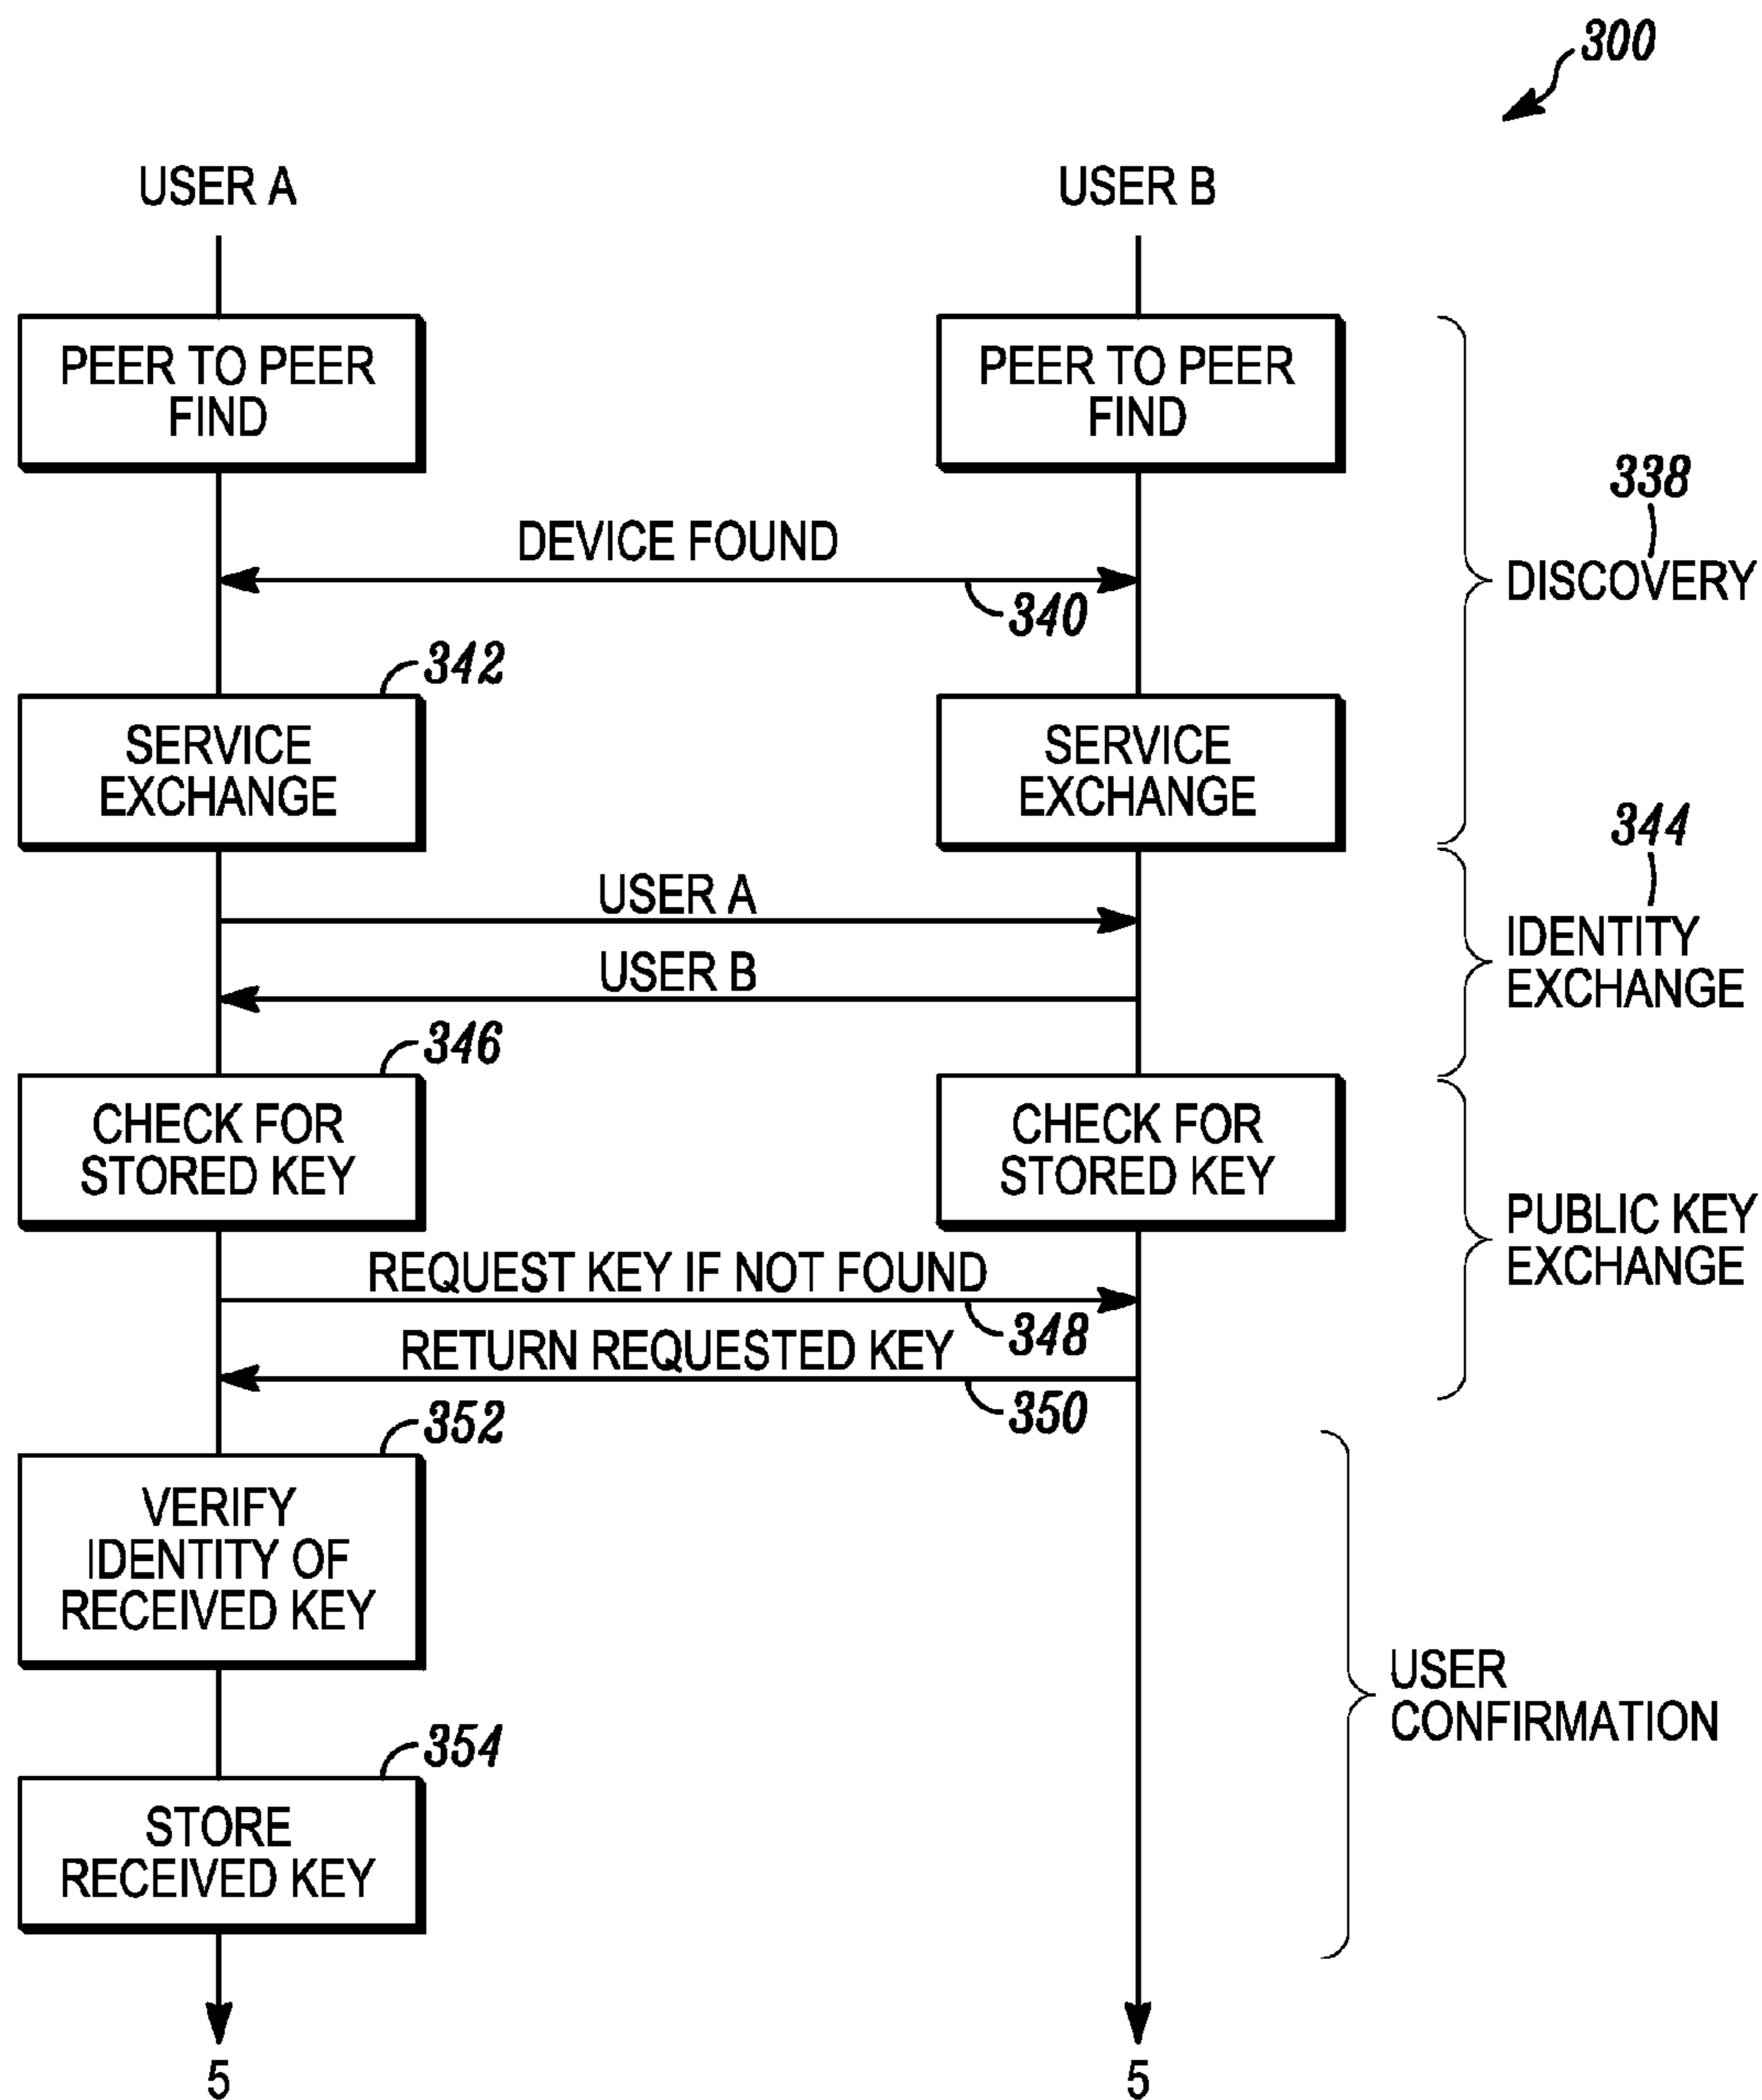 300
USER A
USER B
PEER TO PEER
FIND
PEER TO PEER
FIND
338
DISCOVERY
DEVICE FOUND
340
342
SERVICE
EXCHANGE
SERVICE
EXCHANGE
344
IDENTITY
EXCHANGE
USER A
USER B
346
CHECK FOR
STORED KEY
CHECK FOR
STORED KEY
PUBLIC KEY
EXCHANGE
REQUEST KEY IF NOT FOUND
348
RETURN REQUESTED KEY
350
352
VERIFY
IDENTITY OF
RECEIVED KEY
USER
CONFIRMATION
354
STORE
RECEIVED KEY
5
5